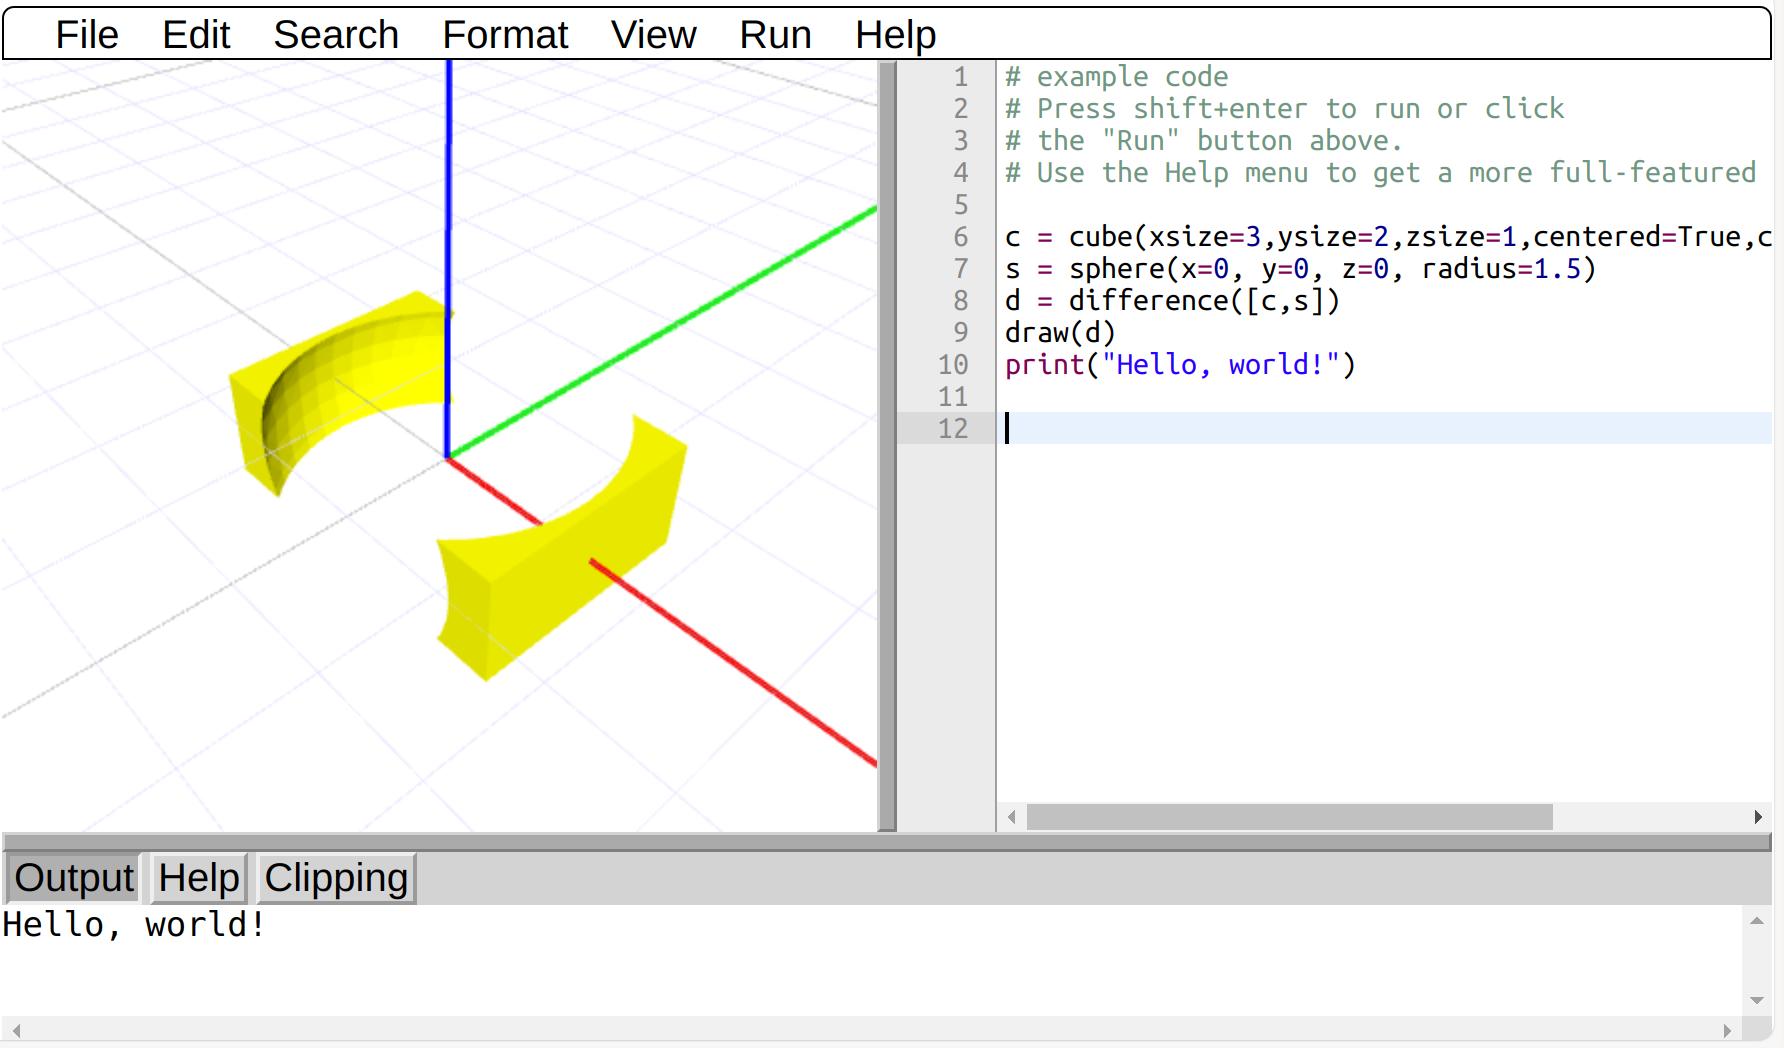 File Edit Search Format View Run Help
1 # example code
2 # Press shift+enter to run or click
3 # the "Run" button above.
4 # Use the Help menu to get a more full-featured
5
6 c = cube(xsize=3,ysize=2,zsize=1,centered=True,c
7 s = sphere(x=0, y=0, z=0, radius=1.5)
8 d = difference([c,s])
9 draw(d)
10 print("Hello, world!")
11
12
Output Help Clipping
Hello, world!